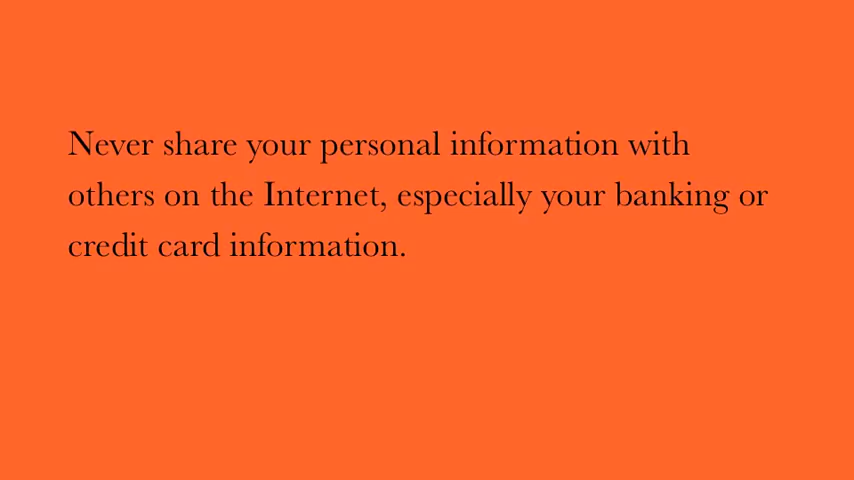 Never share your personal information with
others on the Internet, especially your banking or
credit card information.